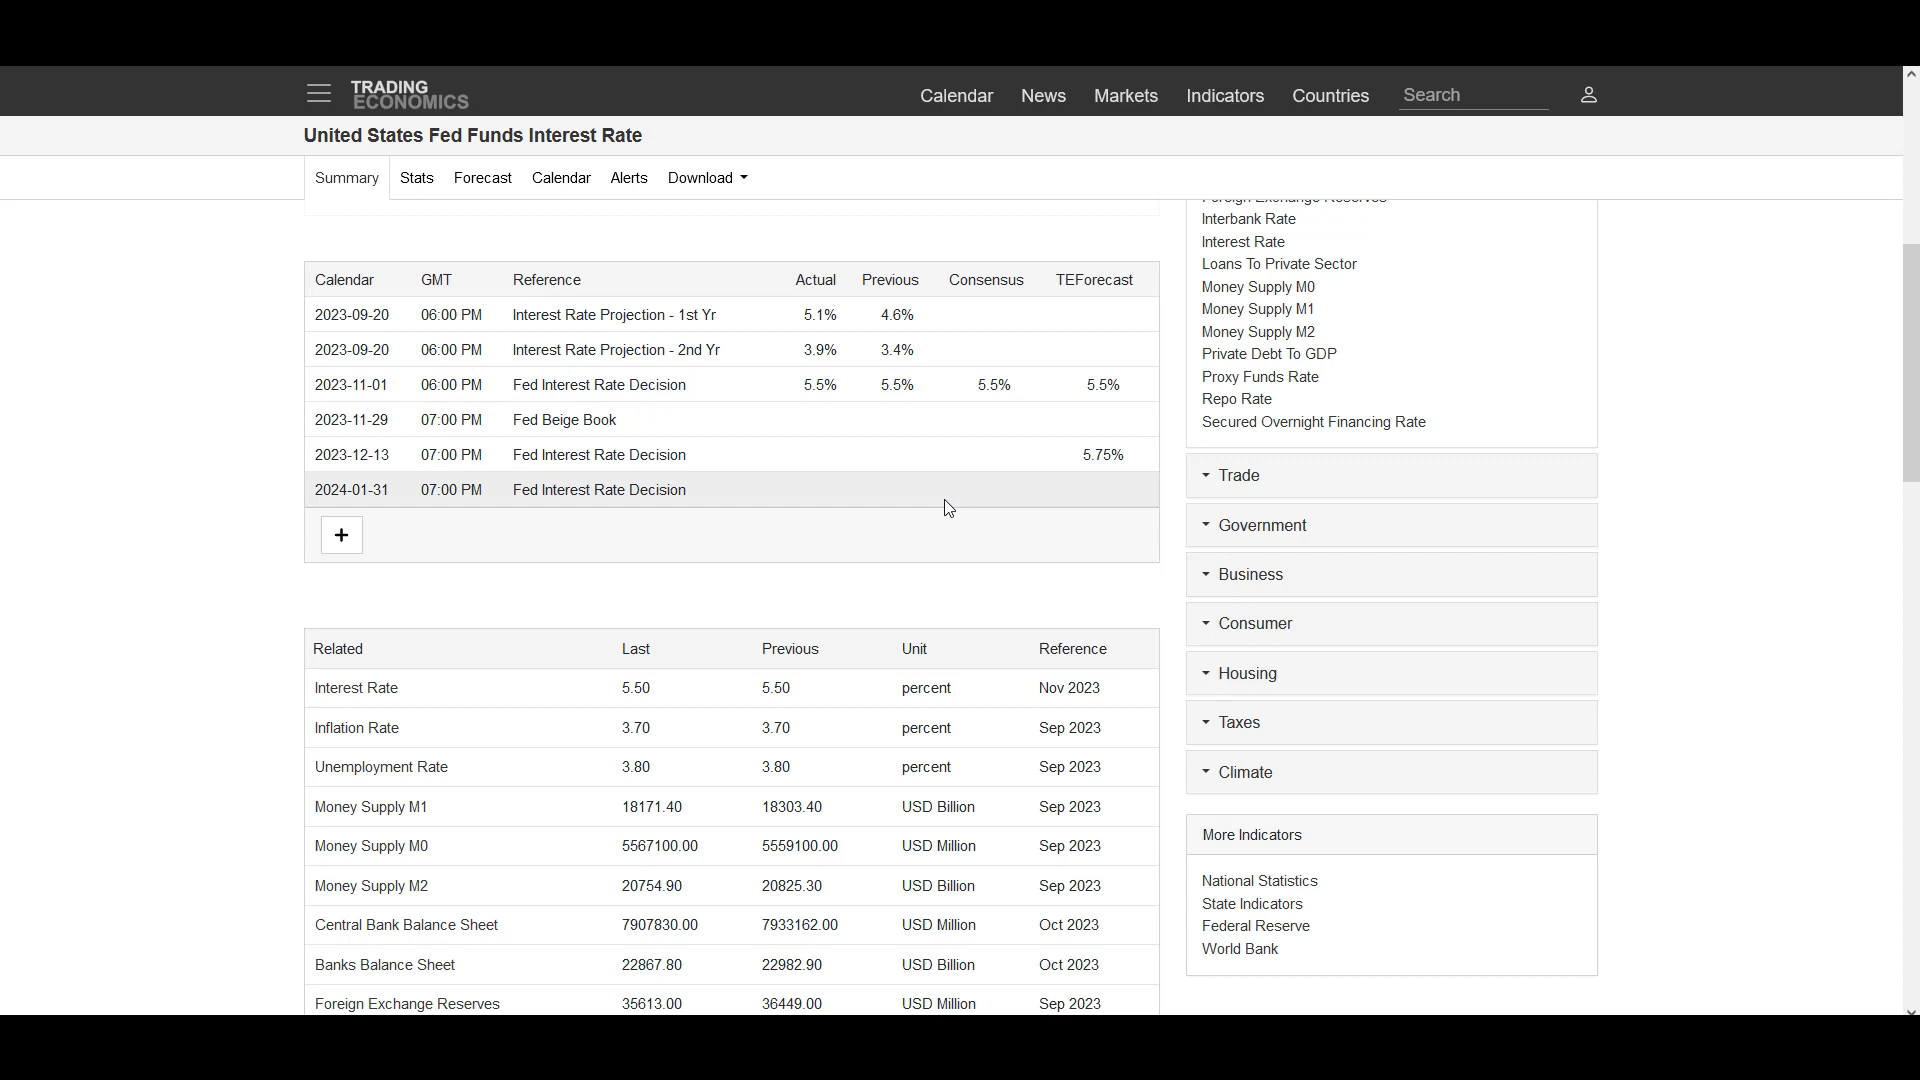 TRADING
ECONOMICS
Calendar News Markets Indicators Countries Search
United States Fed Funds Interest Rate
Summary Stats Forecast Calendar Alerts Download
Calendar GMT Reference Actual Previous Consensus TEForecast
2023-09-20 06:00 PM Interest Rate Projection - 1st Yr 5.1% 4.6%
2023-09-20 06:00 PM Interest Rate Projection - 2nd Yr 3.9% 3.4%
2023-11-01 06:00 PM Fed Interest Rate Decision 5.5% 5.5% 5.5% 5.5%
2023-11-29 07:00 PM Fed Beige Book
2023-12-13 07:00 PM Fed Interest Rate Decision 5.75%
2024-01-31 07:00 PM Fed Interest Rate Decision
+
Related Last Previous Unit Reference
Interest Rate 5.50 5.50 percent Nov 2023
Inflation Rate 3.70 3.70 percent Sep 2023
Unemployment Rate 3.80 3.80 percent Sep 2023
Money Supply M1 18171.40 18303.40 USD Billion Sep 2023
Money Supply M0 5567100.00 5559100.00 USD Million Sep 2023
Money Supply M2 20754.90 20825.30 USD Billion Sep 2023
Central Bank Balance Sheet 7907830.00 7933162.00 USD Million Oct 2023
Banks Balance Sheet 22867.80 22982.90 USD Billion Oct 2023
Foreign Exchange Reserves 35613.00 36449.00 USD Million Sep 2023
Foreign Exchange Reserves
Interbank Rate
Interest Rate
Loans To Private Sector
Money Supply M0
Money Supply M1
Money Supply M2
Private Debt To GDP
Proxy Funds Rate
Repo Rate
Secured Overnight Financing Rate
Trade
Government
Business
Consumer
Housing
Taxes
Climate
More Indicators
National Statistics
State Indicators
Federal Reserve
World Bank